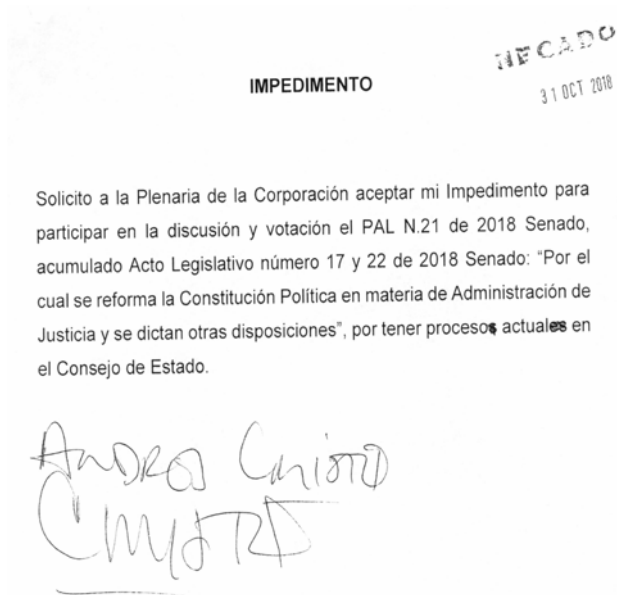 NEGADO
31 OCT 2018
IMPEDIMENTO
Solicito a la Plenaria de la Corporación aceptar mi Impedimento para
participar en la discusión y votación el PAL N.21 de 2018 Senado,
acumulado Acto Legislativo número 17 y 22 de 2018 Senado: “Por el
cual se reforma la Constitución Política en materia de Administración de
Justicia y se dictan otras disposiciones”, por tener procesos actuales en
el Consejo de Estado.